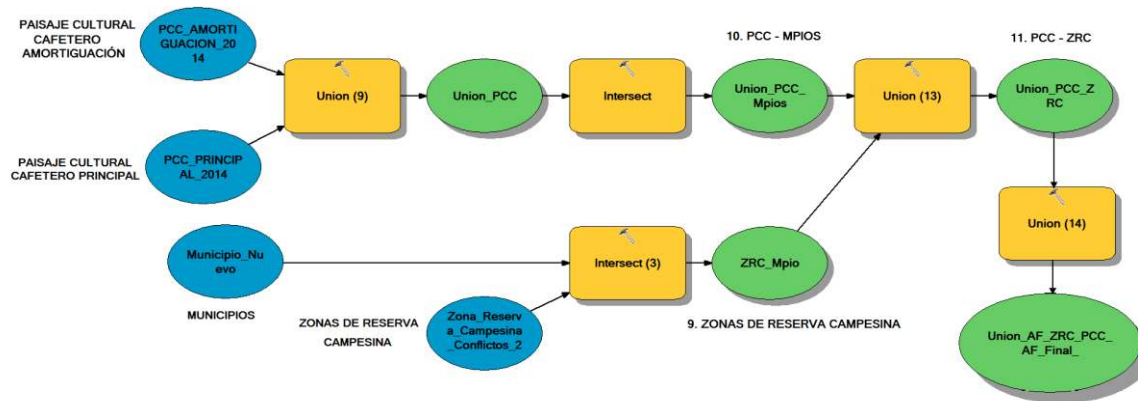 PAISAJE CULTURAL
CAFETERO
AMORTIGUACIÓN
PCC_AMORTI
GUACION_20
14
Union (9)
Union_PCC
Intersect
10. PCC - MPIOS
Union_PCC_
Mpios
Union (13)
11. PCC - ZRC
Union_PCC_Z
RC
PAISAJE CULTURAL
CAFETERO PRINCIPAL
PCC_PRINCIP
AL_2014
Union (14)
Municipio_Nu
evo
MUNICIPIOS
Intersect (3)
ZRC_Mpio
ZONAS DE RESERVA
CAMPESINA
Zona_Reserv
a_Campesina
_Conflictos_2
9. ZONAS DE RESERVA CAMPESINA
Union_AF_ZRC_PCC_
AF_Final_